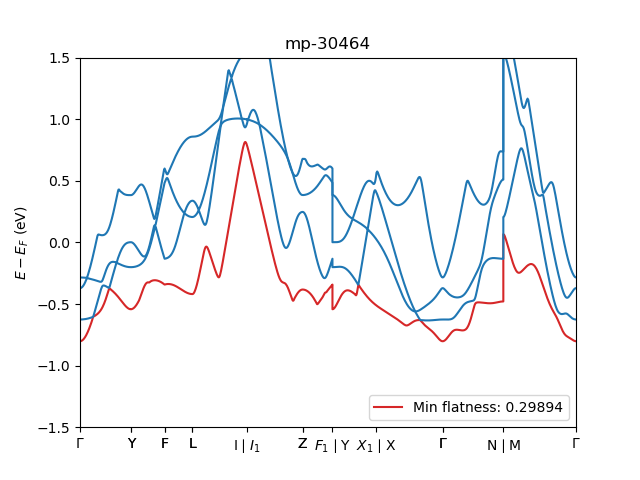 mp-30464
E − E_F (eV)
1.5
1.0
0.5
0.0
−0.5
−1.0
−1.5
Min flatness: 0.29894
Γ Y F L I | I₁ Z F₁ | Y X₁ | X Γ N | M Γ